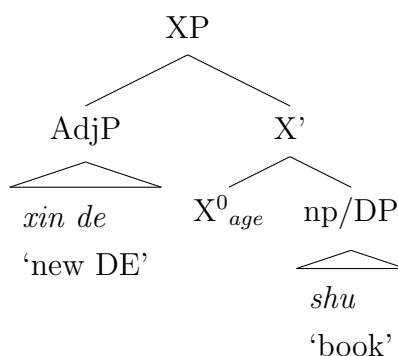 XP
AdjP X’
xin de X⁰age np/DP
‘new DE’ shu
‘book’